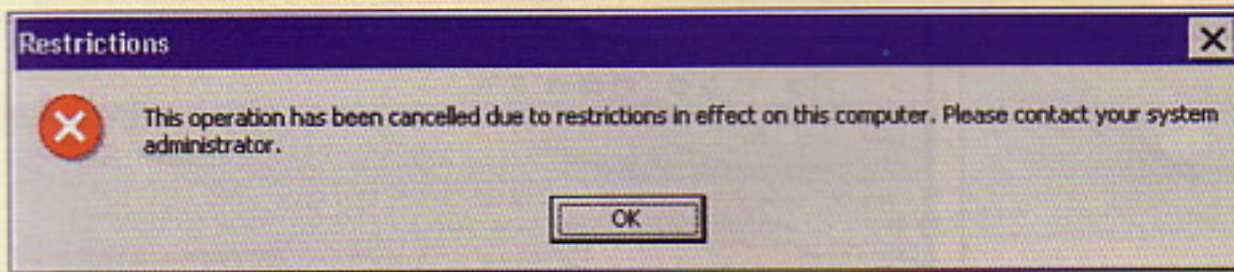 Restrictions
This operation has been cancelled due to restrictions in effect on this computer. Please contact your system
administrator.
OK